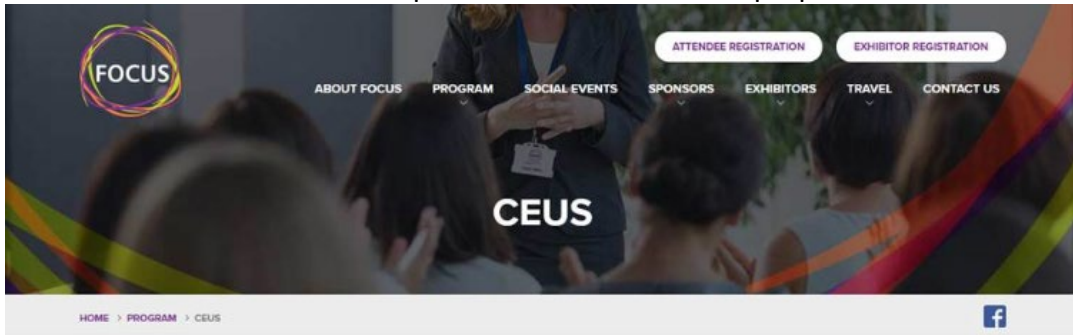 ATTENDEE REGISTRATION EXHIBITOR REGISTRATION
FOCUS
ABOUT FOCUS PROGRAM SOCIAL EVENTS SPONSORS EXHIBITORS TRAVEL CONTACT US
CEUS
HOME > PROGRAM > CEUS
f